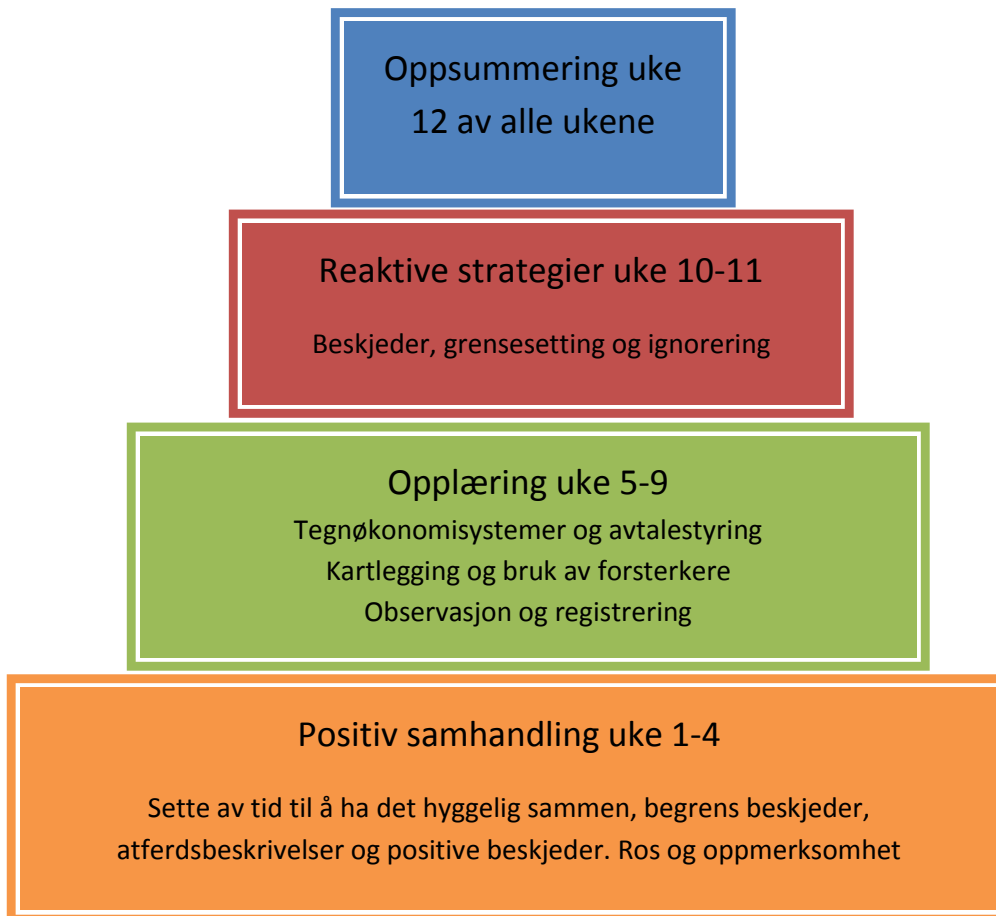 Oppsummering uke
12 av alle ukene
Reaktive strategier uke 10-11
Beskjeder, grensesetting og ignorering
Opplæring uke 5-9
Tegnøkonomisystemer og avtalestyring
Kartlegging og bruk av forsterkere
Observasjon og registrering
Positiv samhandling uke 1-4
Sette av tid til å ha det hyggelig sammen, begrens beskjeder,
atferdsbeskrivelser og positive beskjeder. Ros og oppmerksomhet